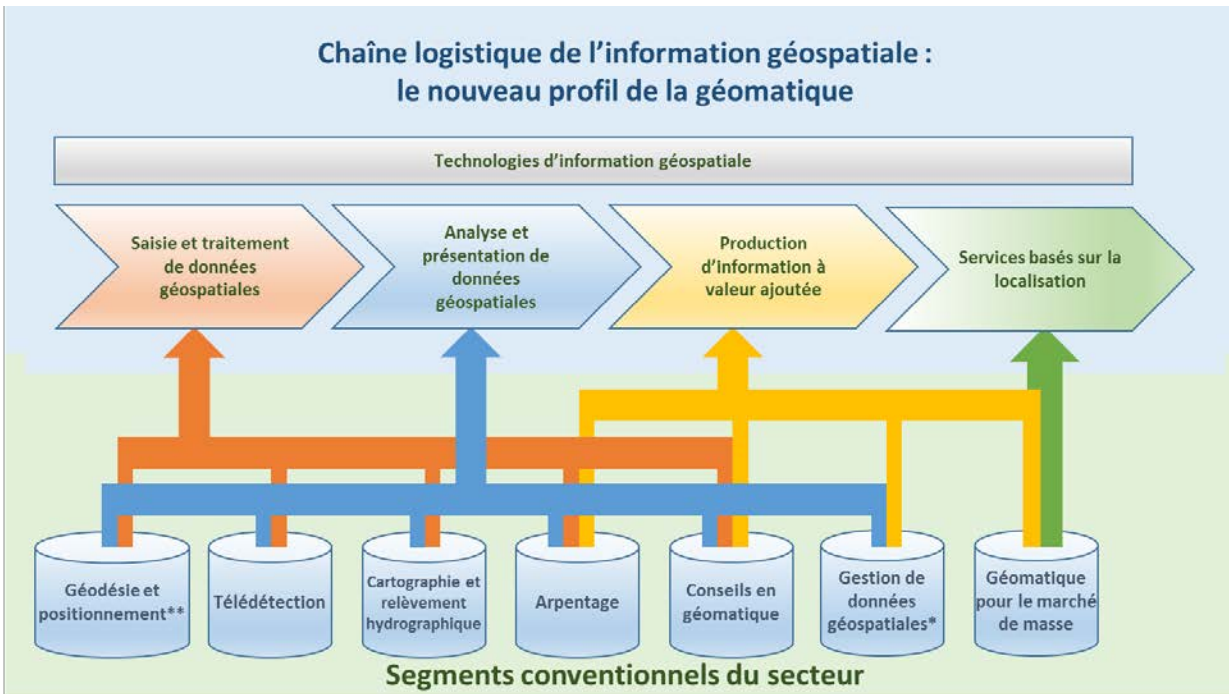 Chaîne logistique de l’information géospatiale :
le nouveau profil de la géomatique
Technologies d’information géospatiale
Saisie et traitement
de données
géospatiales
Analyse et
présentation de
données
géospatiales
Production
d’information à
valeur ajoutée
Services basés sur la
localisation
Géodésie et
positionnement**
Télédétection
Cartographie et
relèvement
hydrographique
Arpentage
Conseils en
géomatique
Gestion de
données
géospatiales*
Géomatique
pour le marché
de masse
Segments conventionnels du secteur